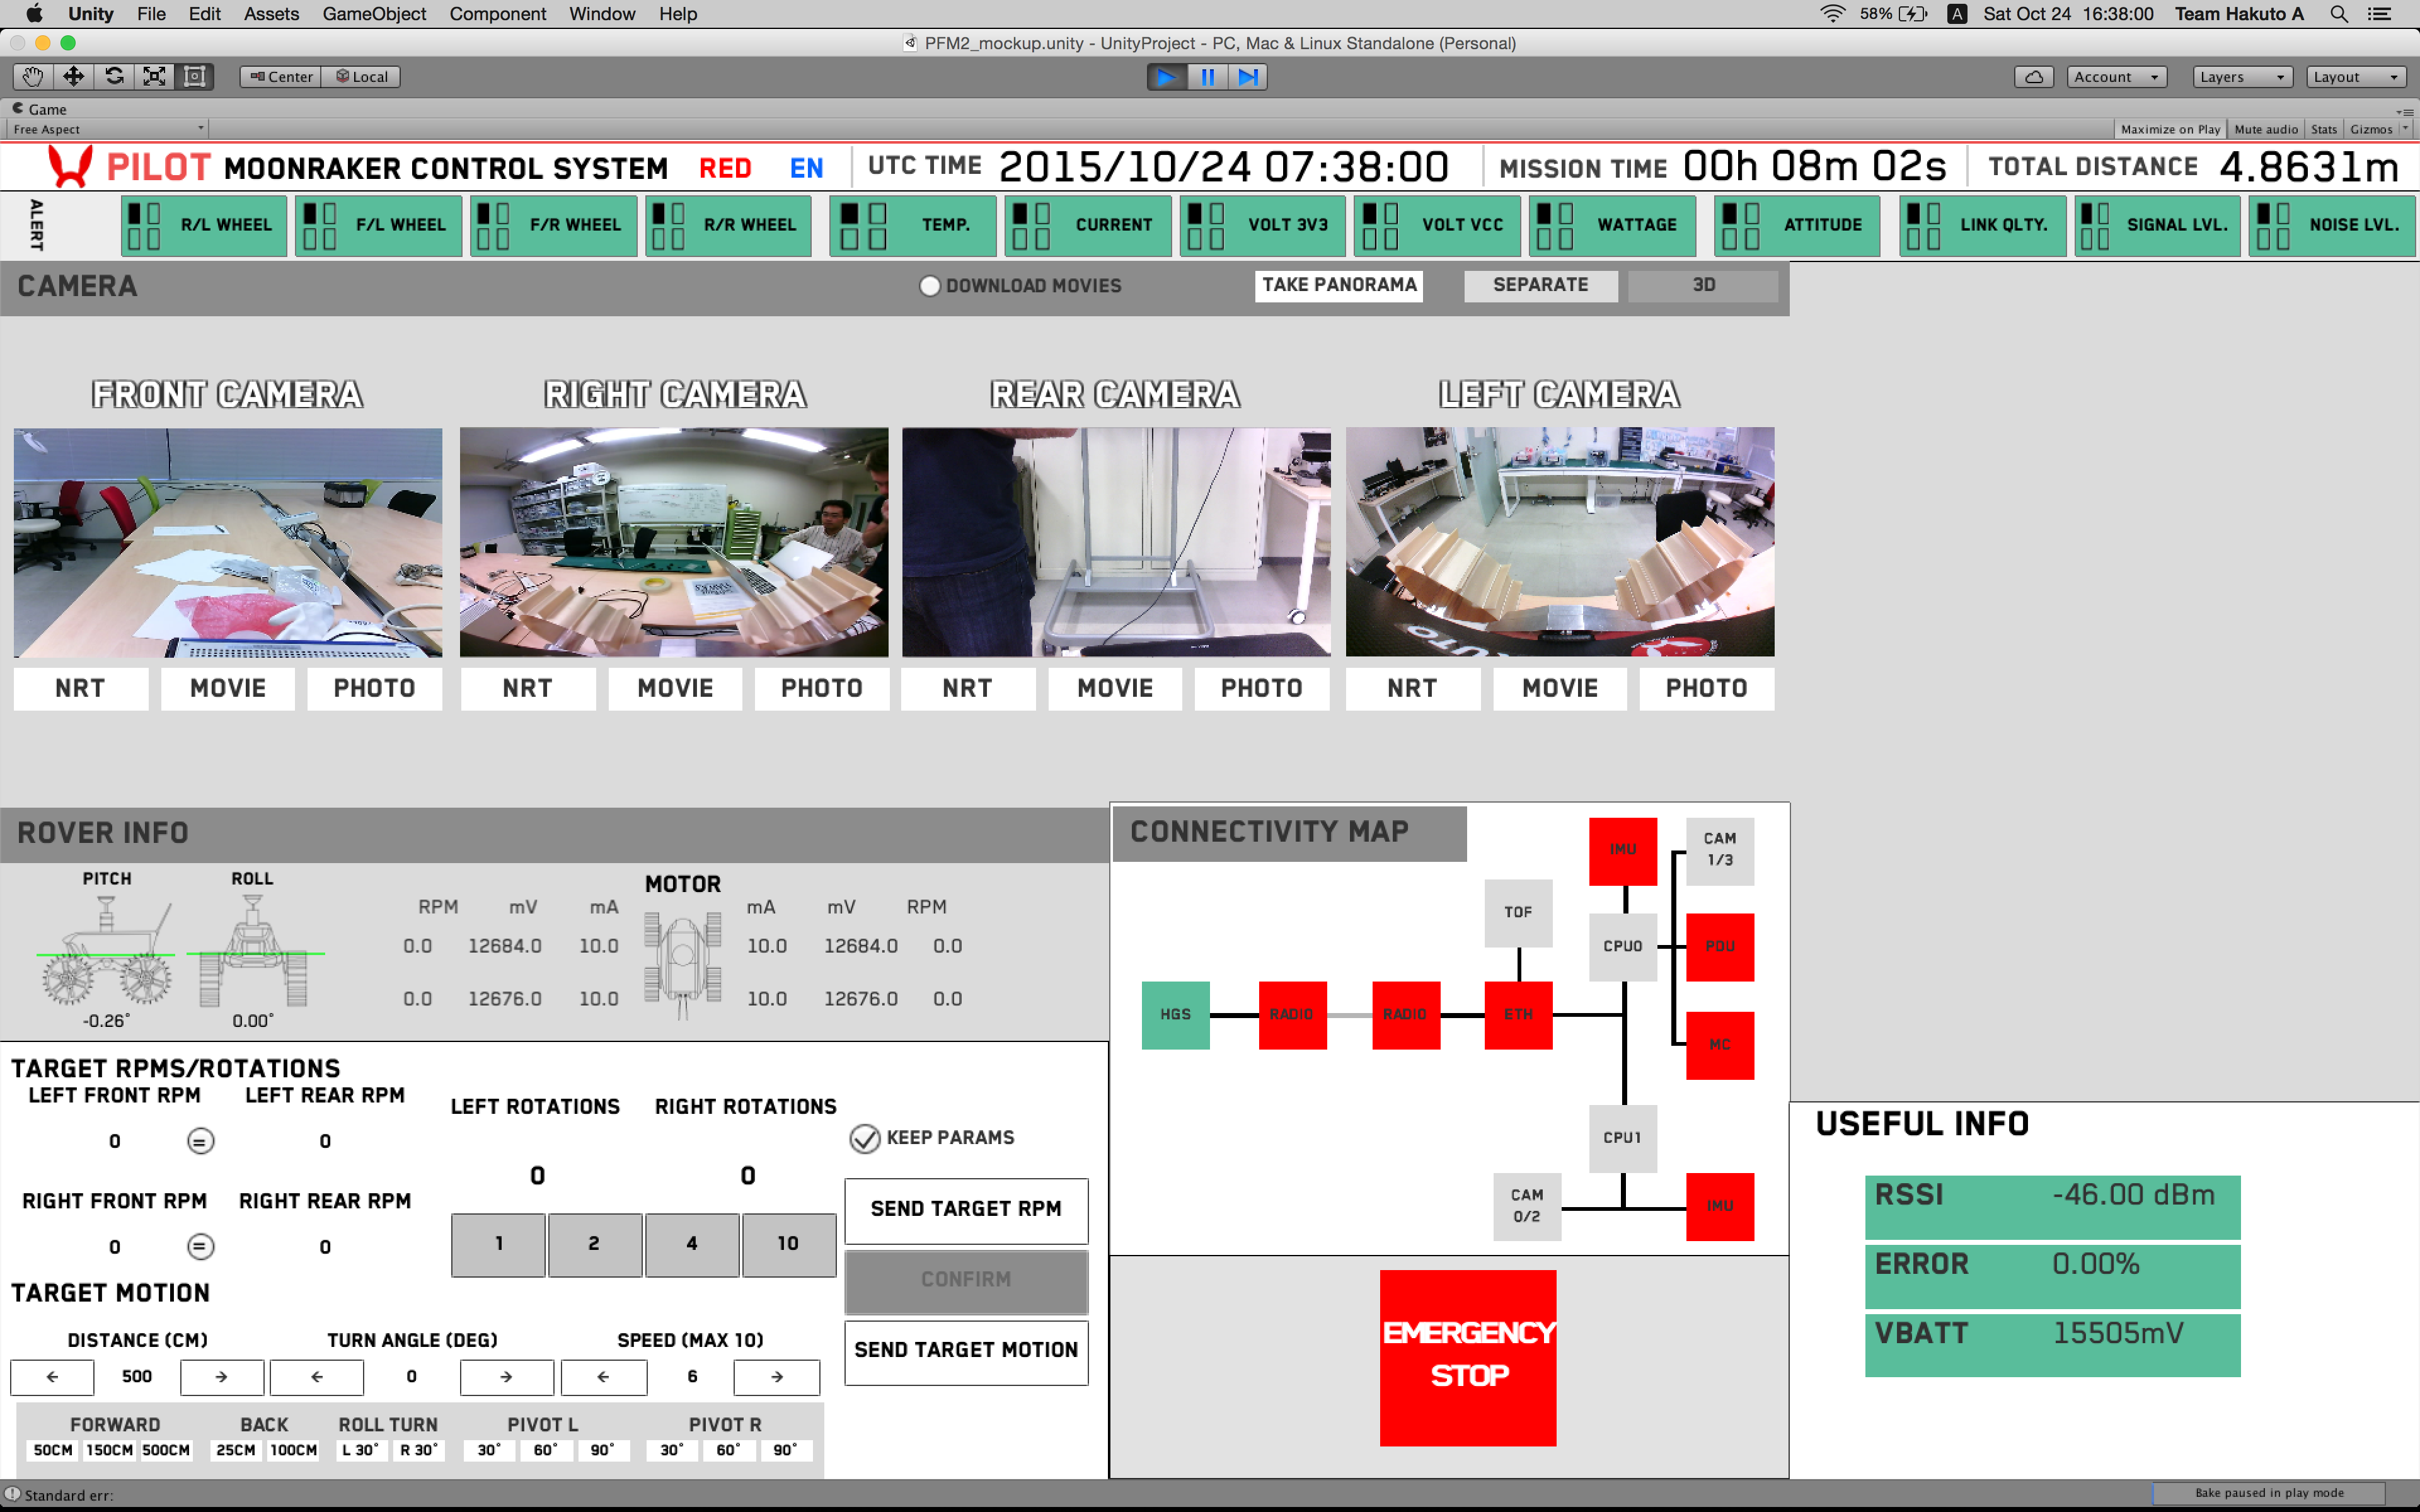 Unity File Edit Assets GameObject Component Window Help 58% A Sat Oct 24 16:38:00 Team Hakuto A
PFM2_mockup.unity - UnityProject - PC, Mac & Linux Standalone (Personal)
Center Local Account Layers Layout
Game
Free Aspect Maximize on Play Mute audio Stats Gizmos
PILOT MOONRAKER CONTROL SYSTEM RED EN UTC TIME 2015/10/24 07:38:00 MISSION TIME 00h 08m 02s TOTAL DISTANCE 4.8631m
ALERT R/L WHEEL F/L WHEEL F/R WHEEL R/R WHEEL TEMP. CURRENT VOLT 3V3 VOLT VCC WATTAGE ATTITUDE LINK QLTY. SIGNAL LVL. NOISE LVL.
CAMERA DOWNLOAD MOVIES TAKE PANORAMA SEPARATE 3D
FRONT CAMERA RIGHT CAMERA REAR CAMERA LEFT CAMERA
NRT MOVIE PHOTO NRT MOVIE PHOTO NRT MOVIE PHOTO NRT MOVIE PHOTO
ROVER INFO
PITCH ROLL MOTOR
RPM mV mA mA mV RPM
0.0 12684.0 10.0 10.0 12684.0 0.0
0.0 12676.0 10.0 10.0 12676.0 0.0
-0.26° 0.00°
CONNECTIVITY MAP
IMU CAM
1/3
TOF
CPU0 PDU
HGS RADIO RADIO ETH MC
CPU1
CAM
0/2 IMU
TARGET RPMS/ROTATIONS
LEFT FRONT RPM LEFT REAR RPM
LEFT ROTATIONS RIGHT ROTATIONS
0 = 0 KEEP PARAMS
0 0
RIGHT FRONT RPM RIGHT REAR RPM SEND TARGET RPM
0 = 0 1 2 4 10
CONFIRM
TARGET MOTION
DISTANCE (CM) TURN ANGLE (DEG) SPEED (MAX 10) SEND TARGET MOTION
← 500 → ← 0 → ← 6 →
FORWARD BACK ROLL TURN PIVOT L PIVOT R
50CM 150CM 500CM 25CM 100CM L 30° R 30° 30° 60° 90° 30° 60° 90°
EMERGENCY
STOP
USEFUL INFO
RSSI -46.00 dBm
ERROR 0.00%
VBATT 15505mV
Standard err: Bake paused in play mode